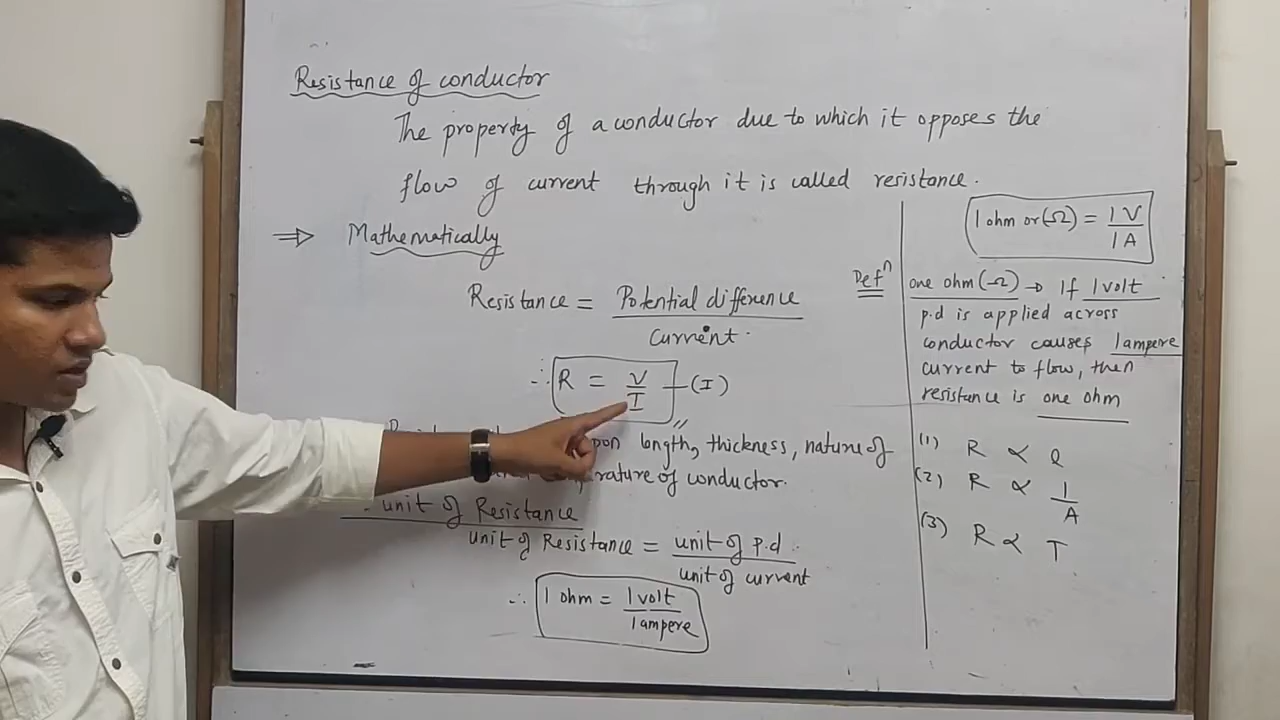 Resistance of conductor
The property of a conductor due to which it opposes the
flow of current through it is called resistance.
⇒ Mathematically
Resistance = Potential difference / Current.
∴ R = V/I —(I)
upon length, thickness, nature of
temperature of conductor.
unit of Resistance
unit of Resistance = unit of p.d. / unit of current
∴ 1 ohm = 1 volt / 1 ampere
1 ohm or (Ω) = 1V / 1A
Defⁿ
one ohm (Ω) → If 1 volt
p.d is applied across
conductor causes 1 ampere
current to flow, then
resistance is one ohm
(1) R ∝ l
(2) R ∝ 1/A
(3) R ∝ T